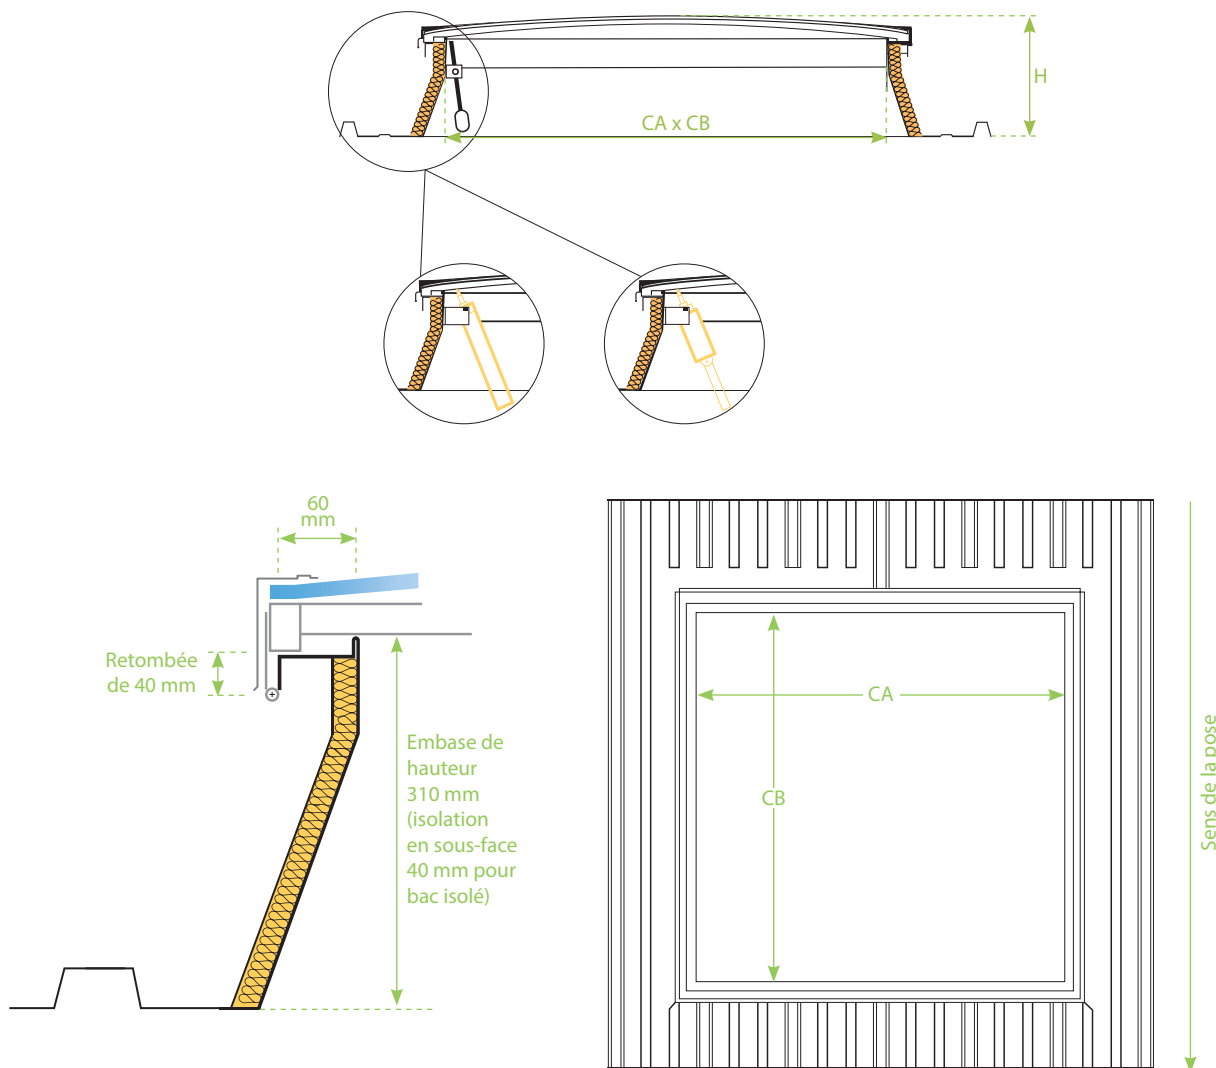 H
CA x CB
60
mm
Retombée
de 40 mm
Embase de
hauteur
310 mm
(isolation
en sous-face
40 mm pour
bac isolé)
CA
CB
Sens de la pose